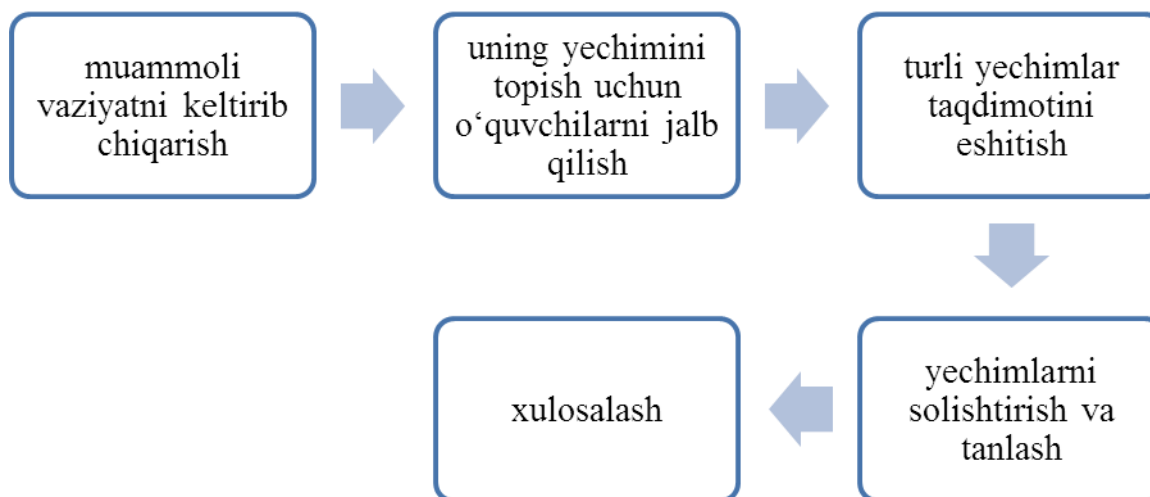 muammoli
vaziyatni keltirib
chiqarish
uning yechimini
topish uchun
o‘quvchilarni jalb
qilish
turli yechimlar
taqdimotini
eshitish
yechimlarni
solishtirish va
tanlash
xulosalash